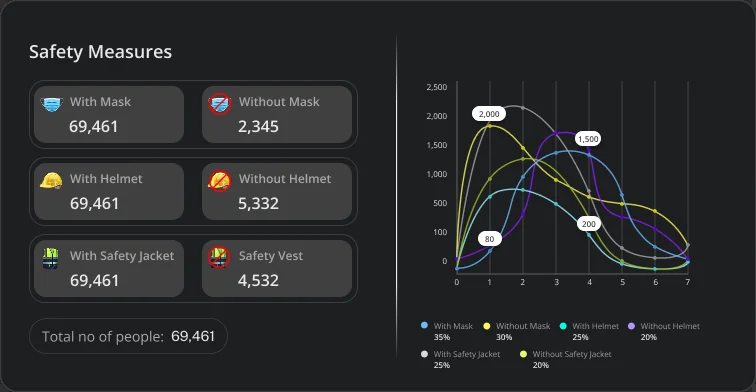 Safety Measures
With Mask
69,461
Without Mask
2,345
With Helmet
69,461
Without Helmet
5,332
With Safety Jacket
69,461
Safety Vest
4,532
Total no of people: 69,461
2,500
2,000
1,500
1,000
500
100
0
2,000
1,500
80
200
0 1 2 3 4 5 6 7
With Mask
35%
Without Mask
30%
With Helmet
25%
Without Helmet
20%
With Safety Jacket
25%
Without Safety Jacket
20%